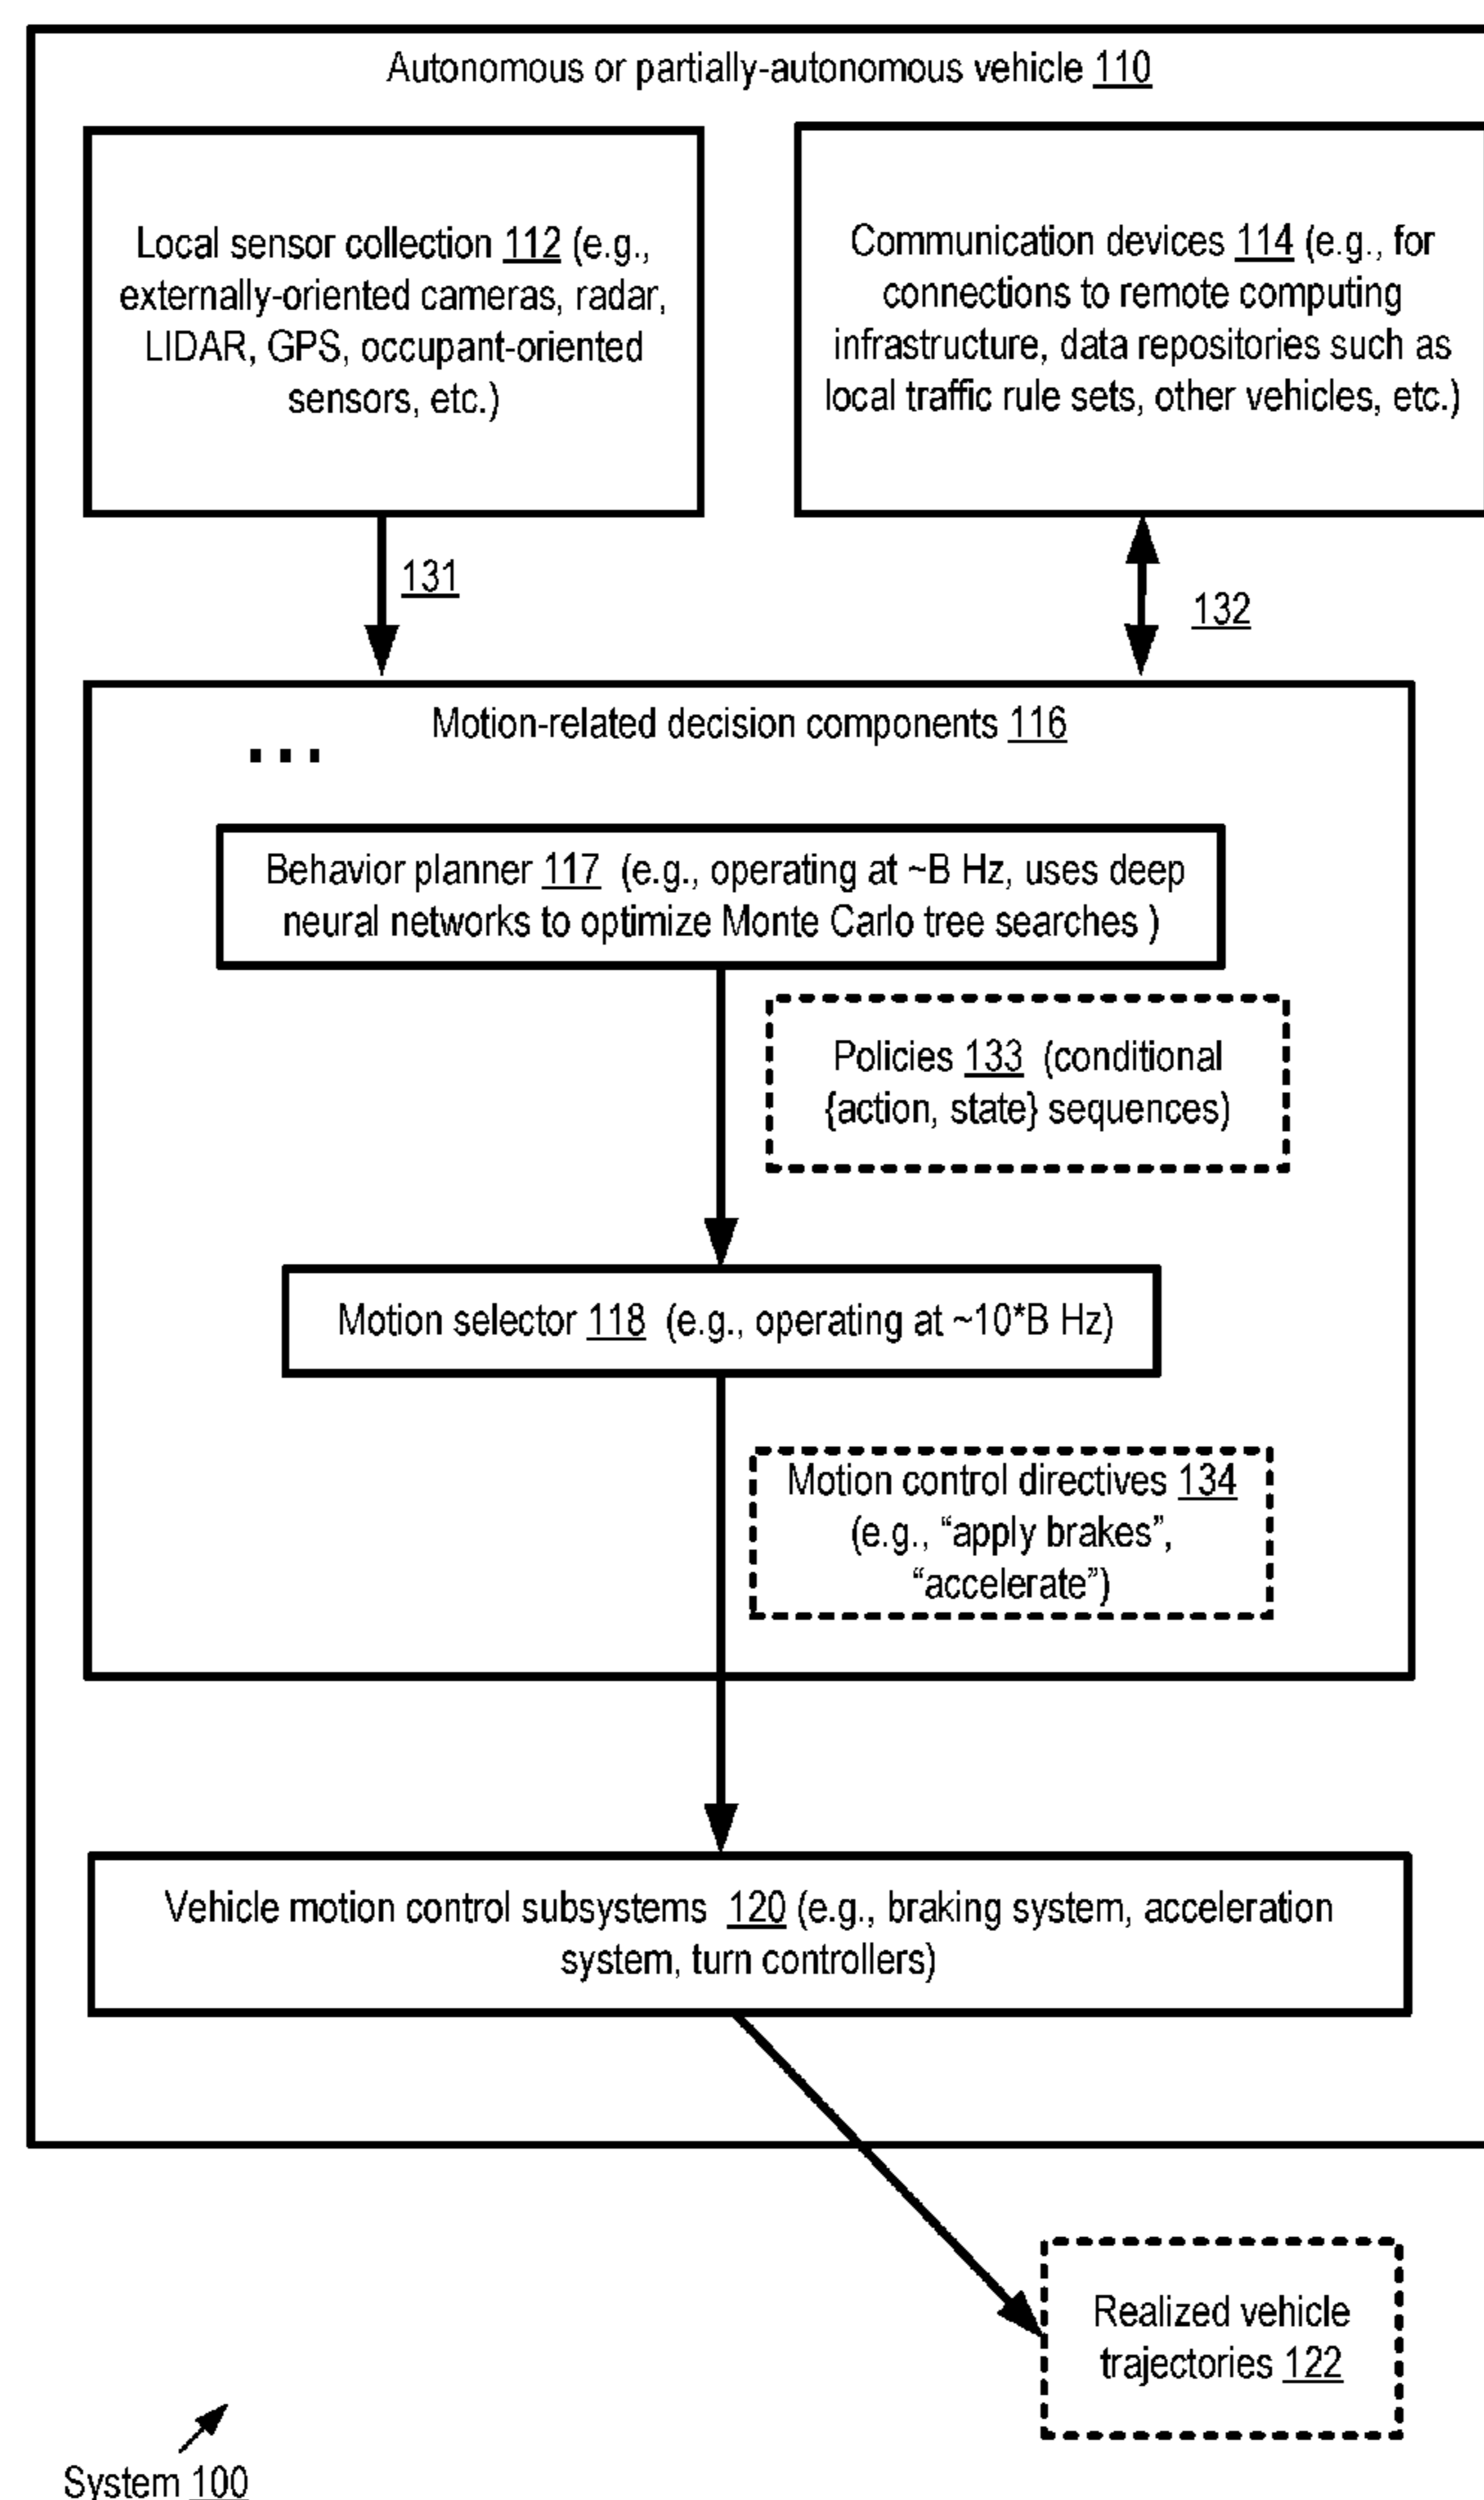 Autonomous or partially-autonomous vehicle 110
Local sensor collection 112 (e.g.,
externally-oriented cameras, radar,
LIDAR, GPS, occupant-oriented
sensors, etc.)
Communication devices 114 (e.g., for
connections to remote computing
infrastructure, data repositories such as
local traffic rule sets, other vehicles, etc.)
131
132
Motion-related decision components 116
...
Behavior planner 117 (e.g., operating at ~B Hz, uses deep
neural networks to optimize Monte Carlo tree searches )
Policies 133 (conditional
{action, state} sequences)
Motion selector 118 (e.g., operating at ~10*B Hz)
Motion control directives 134
(e.g., “apply brakes”,
“accelerate”)
Vehicle motion control subsystems 120 (e.g., braking system, acceleration
system, turn controllers)
Realized vehicle
trajectories 122
System 100